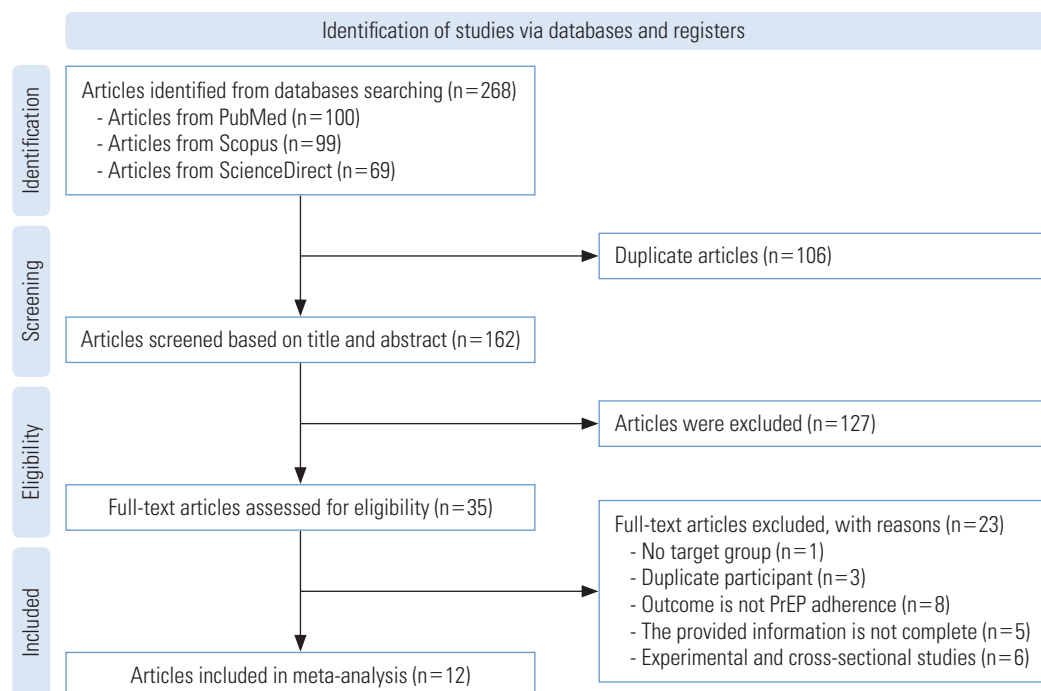 Identification of studies via databases and registers
Identification
Articles identified from databases searching (n=268)
- Articles from PubMed (n=100)
- Articles from Scopus (n=99)
- Articles from ScienceDirect (n=69)
Screening
Duplicate articles (n=106)
Articles screened based on title and abstract (n=162)
Eligibility
Articles were excluded (n=127)
Full-text articles assessed for eligibility (n=35)
Included
Full-text articles excluded, with reasons (n=23)
- No target group (n=1)
- Duplicate participant (n=3)
- Outcome is not PrEP adherence (n=8)
- The provided information is not complete (n=5)
- Experimental and cross-sectional studies (n=6)
Articles included in meta-analysis (n=12)